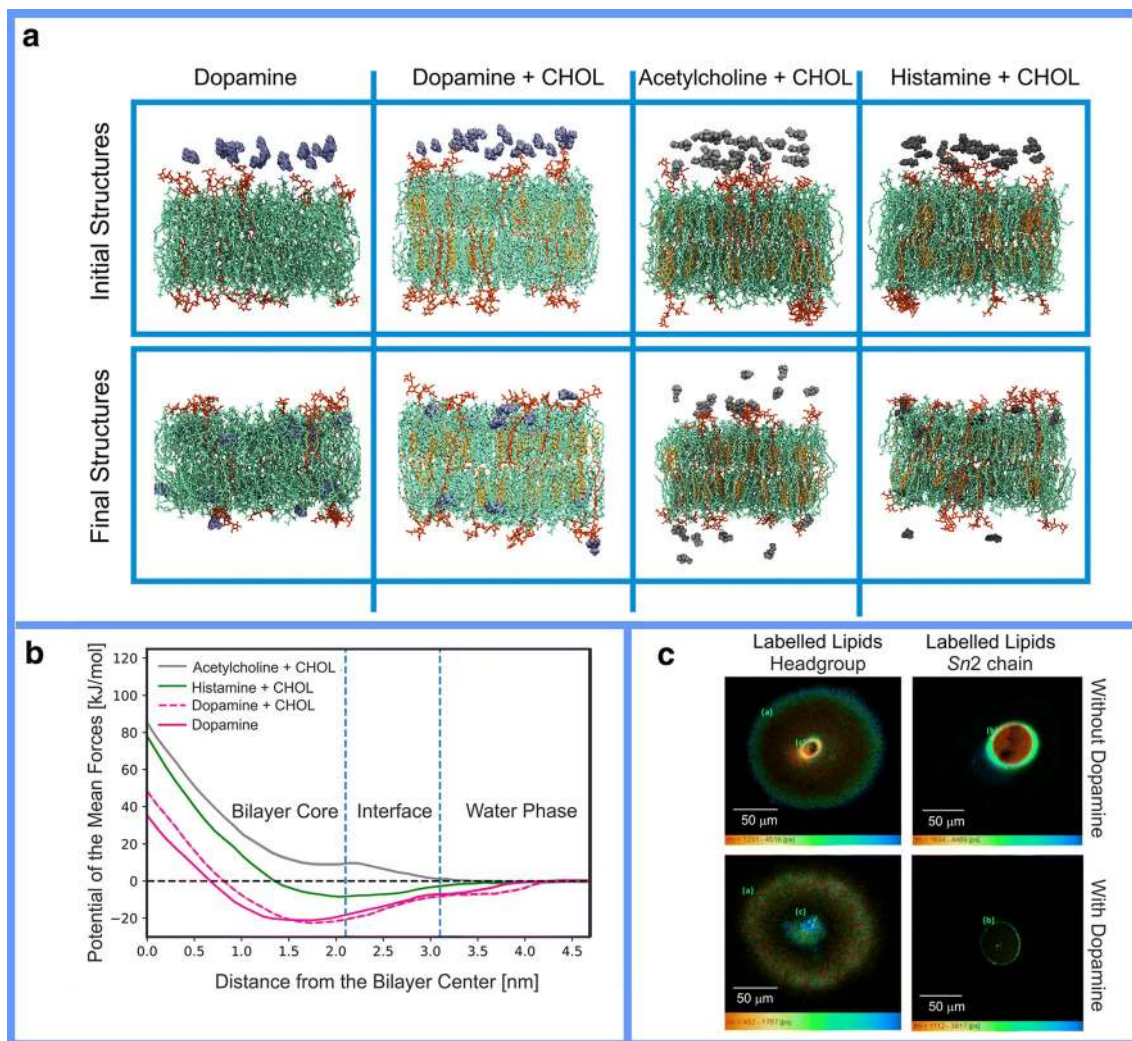 a
Dopamine
Dopamine + CHOL
Acetylcholine + CHOL
Histamine + CHOL
Initial Structures
Final Structures
b
Potential of the Mean Forces [kJ/mol]
120
100
80
60
40
20
0
−20
Acetylcholine + CHOL
Histamine + CHOL
Dopamine + CHOL
Dopamine
Bilayer Core
Interface
Water Phase
0.0 0.5 1.0 1.5 2.0 2.5 3.0 3.5 4.0 4.5
Distance from the Bilayer Center [nm]
c
Labelled Lipids
Headgroup
Labelled Lipids
Sn2 chain
(a)
50 μm
50 μm
Without Dopamine
(a)
(c)
50 μm
(b)
50 μm
With Dopamine